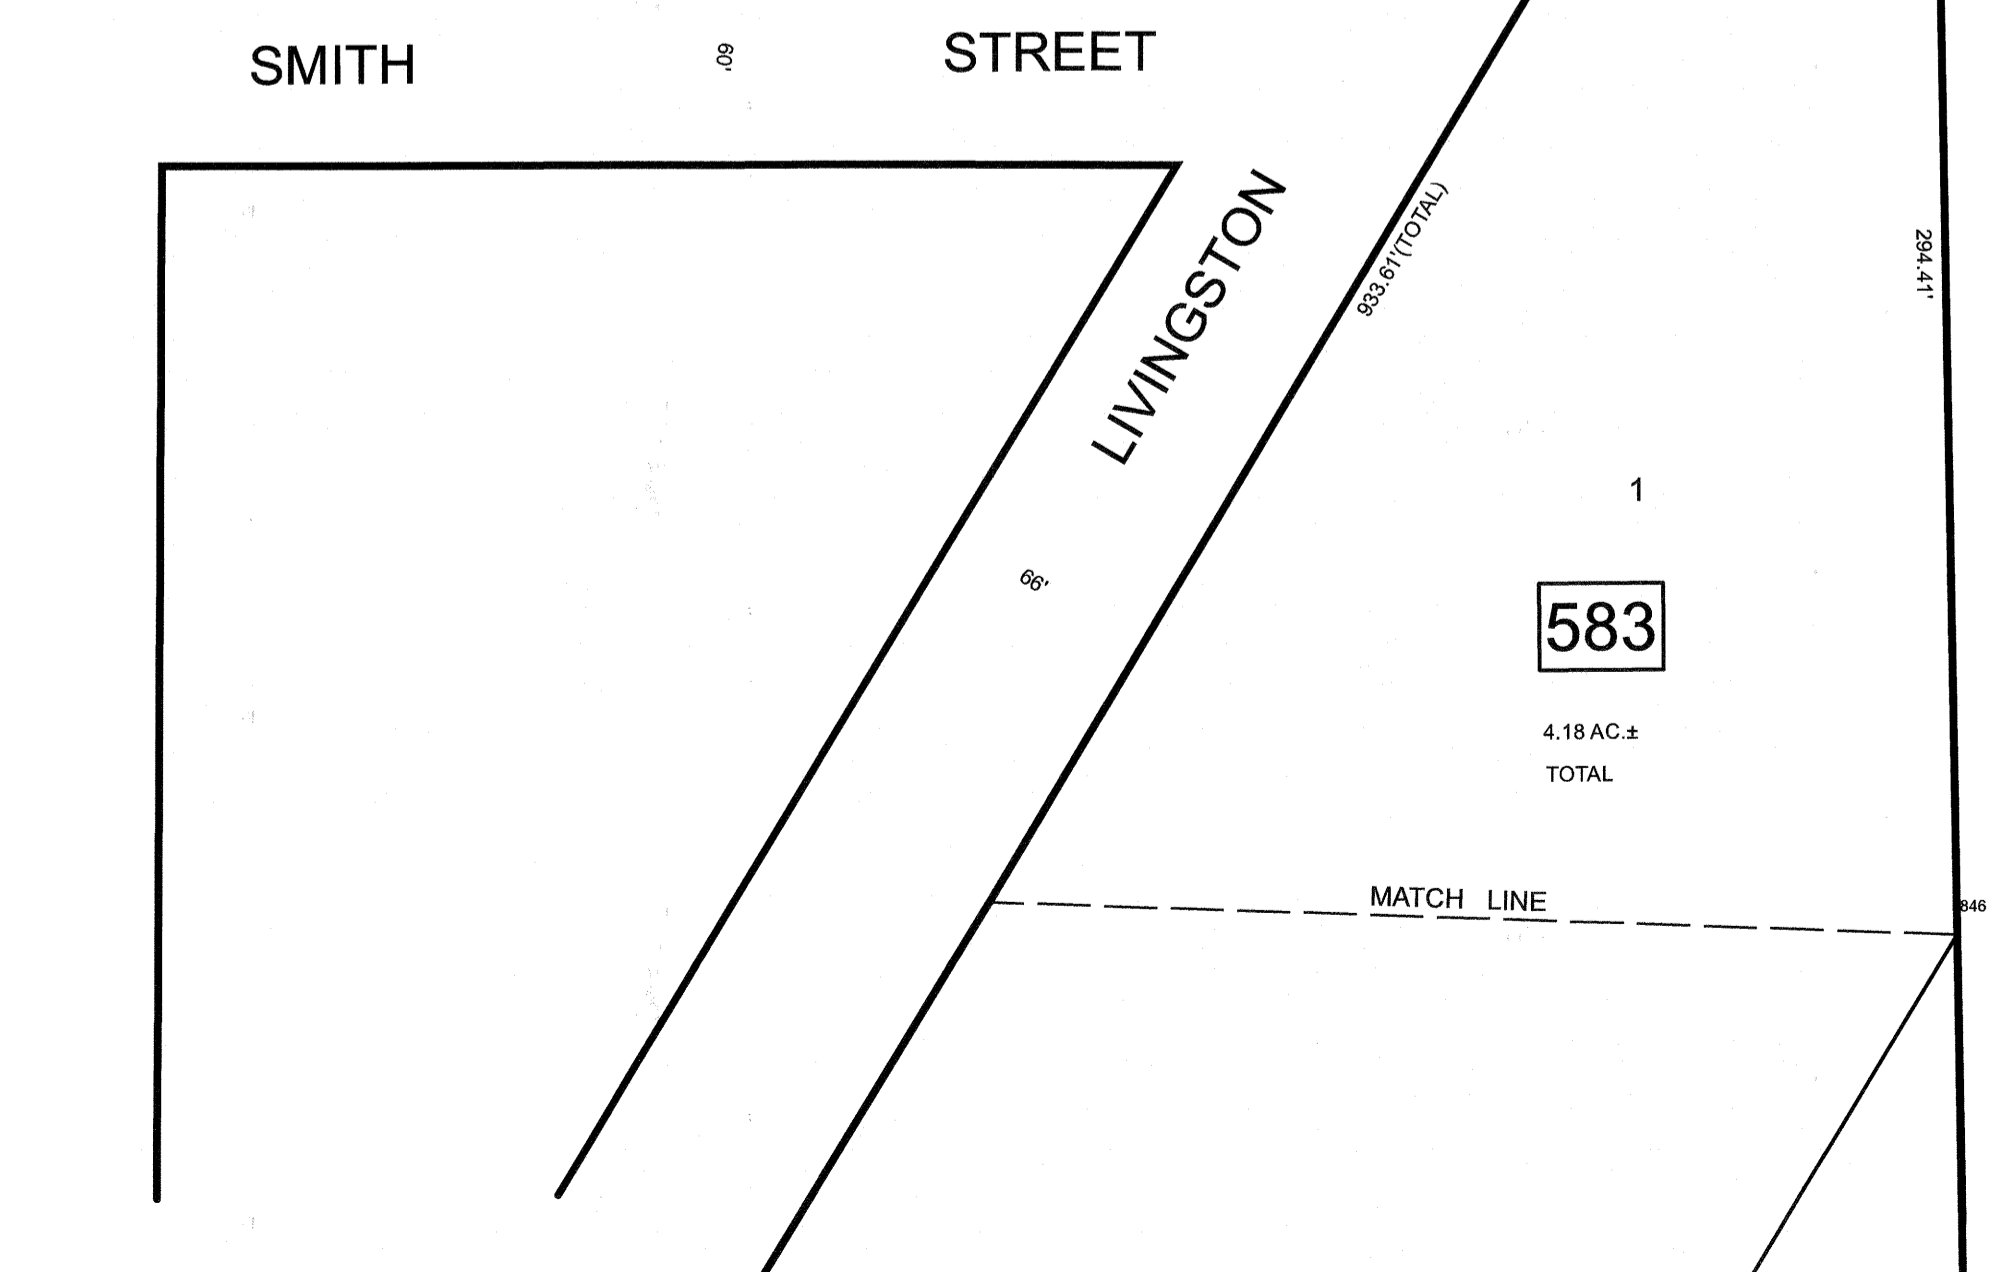 SMITH 60' STREET
LIVINGSTON
66'
933.61'(TOTAL)
294.41'
1
583
4.18 AC.±
TOTAL
MATCH LINE
846